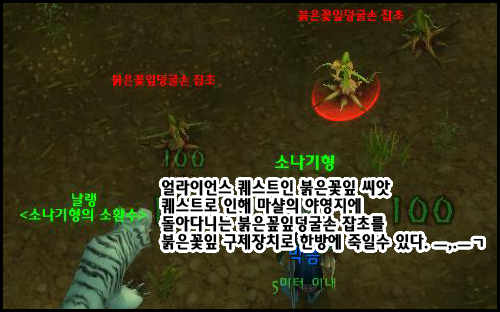 붉은꽃잎덩굴손 잡초
붉은꽃잎덩굴손 잡초
100
소나기형
날랭
<소나기형의 소환수>
100
얼라이언스 퀘스트인 붉은꽃잎 씨앗
퀘스트로 인해 마샬의 야영지에
돌아다니는 붉은꽃잎덩굴손 잡초를
붉은꽃잎 구제장치로 한방에 죽일수 있다. ㅡ,.ㅡㄱ
5미터 이내